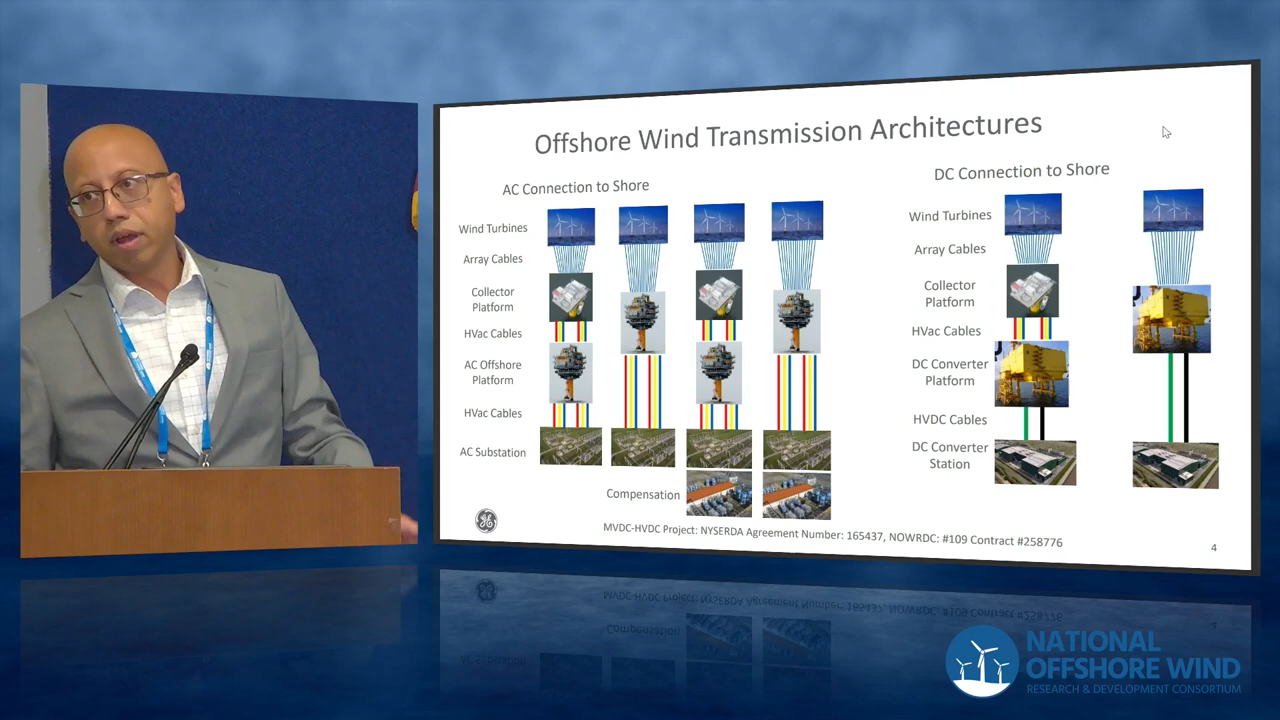 Offshore Wind Transmission Architectures
AC Connection to Shore
Wind Turbines
Array Cables
Collector
Platform
HVac Cables
AC Offshore
Platform
HVac Cables
AC Substation
Compensation
DC Connection to Shore
Wind Turbines
Array Cables
Collector
Platform
HVac Cables
DC Converter
Platform
HVDC Cables
DC Converter
Station
MVDC-HVDC Project: NYSERDA Agreement Number: 165437, NOWRDC: #109 Contract #258776
4
NATIONAL
OFFSHORE WIND
RESEARCH & DEVELOPMENT CONSORTIUM